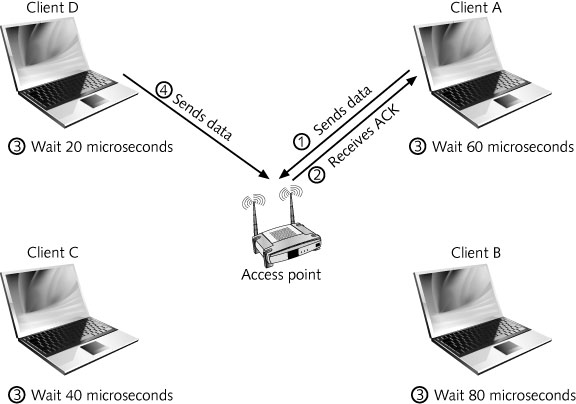 Client D
Client A
④ Sends data
① Sends data
② Receives ACK
③ Wait 20 microseconds
③ Wait 60 microseconds
Access point
Client C
Client B
③ Wait 40 microseconds
③ Wait 80 microseconds